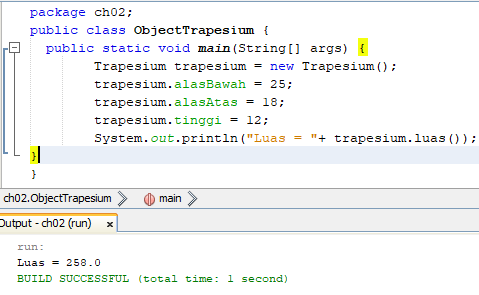 package ch02;
public class ObjectTrapesium {
public static void main(String[] args) {
Trapesium trapesium = new Trapesium();
trapesium.alasBawah = 25;
trapesium.alasAtas = 18;
trapesium.tinggi = 12;
System.out.println("Luas = "+ trapesium.luas());
}
}
ch02.ObjectTrapesium main
Output - ch02 (run) ×
run:
Luas = 258.0
BUILD SUCCESSFUL (total time: 1 second)